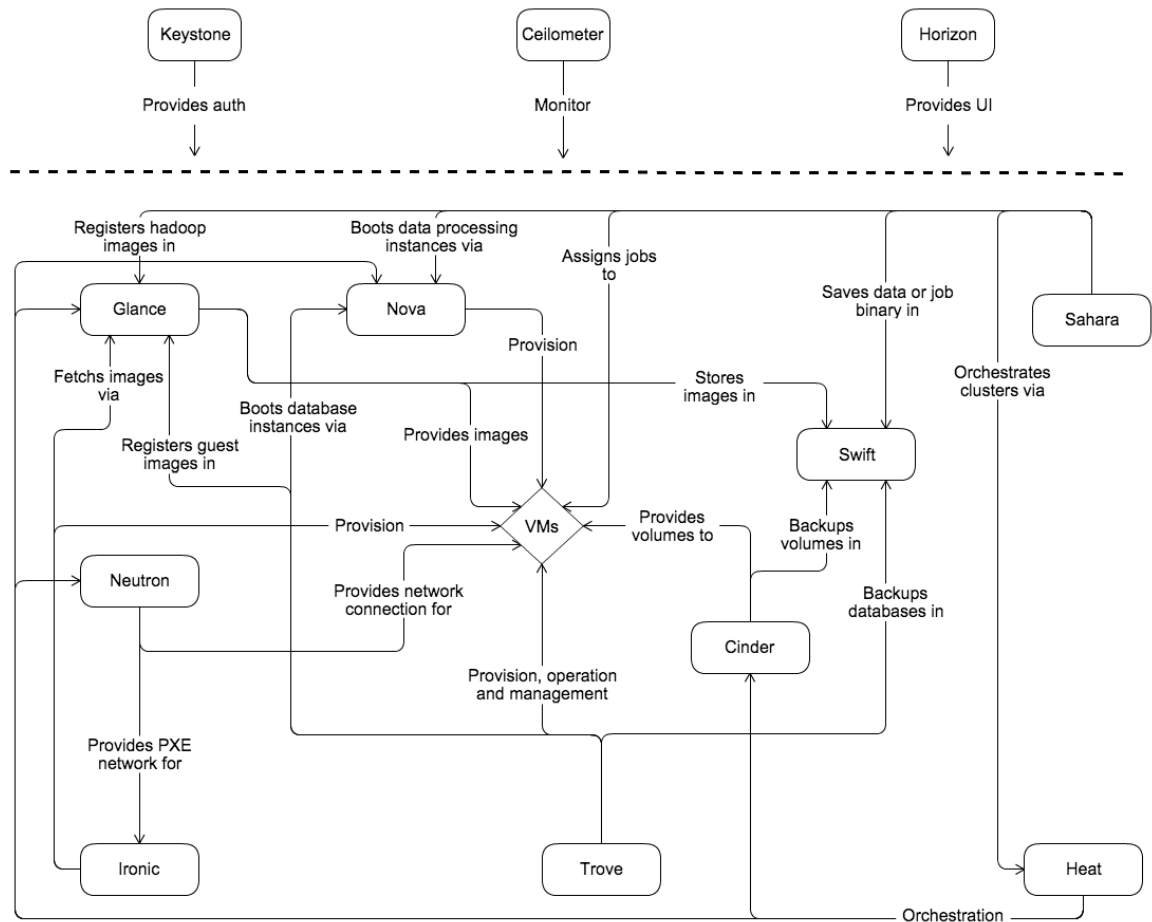 Keystone
Ceilometer
Horizon
Provides auth
Monitor
Provides UI
Registers hadoop
images in
Boots data processing
instances via
Assigns jobs
to
Saves data or job
binary in
Glance
Nova
Sahara
Provision
Fetchs images
via
Stores
images in
Orchestrates
clusters via
Boots database
instances via
Provides images
Registers guest
images in
Swift
Provision
VMs
Provides
volumes to
Backups
volumes in
Neutron
Provides network
connection for
Backups
databases in
Cinder
Provision, operation
and management
Provides PXE
network for
Ironic
Trove
Heat
Orchestration